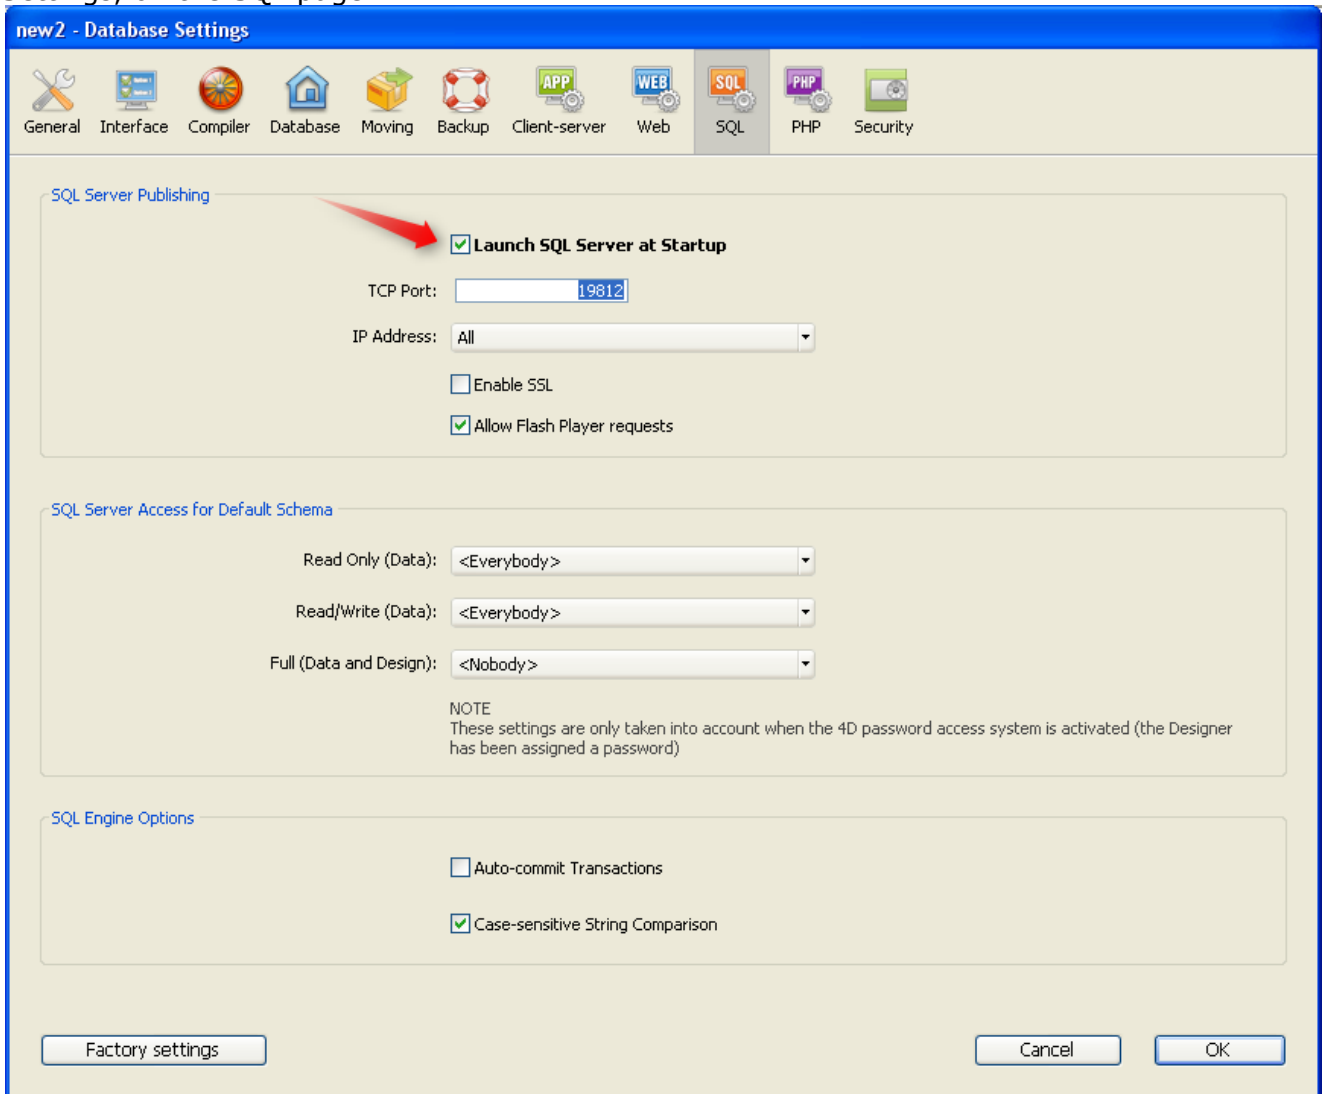 new2 - Database Settings
General Interface Compiler Database Moving Backup Client-server Web SQL PHP Security
APP WEB SQL PHP
SQL Server Publishing
Launch SQL Server at Startup
TCP Port: 19812
IP Address: All
Enable SSL
Allow Flash Player requests
SQL Server Access for Default Schema
Read Only (Data): <Everybody>
Read/Write (Data): <Everybody>
Full (Data and Design): <Nobody>
NOTE
These settings are only taken into account when the 4D password access system is activated (the Designer
has been assigned a password)
SQL Engine Options
Auto-commit Transactions
Case-sensitive String Comparison
Factory settings Cancel OK